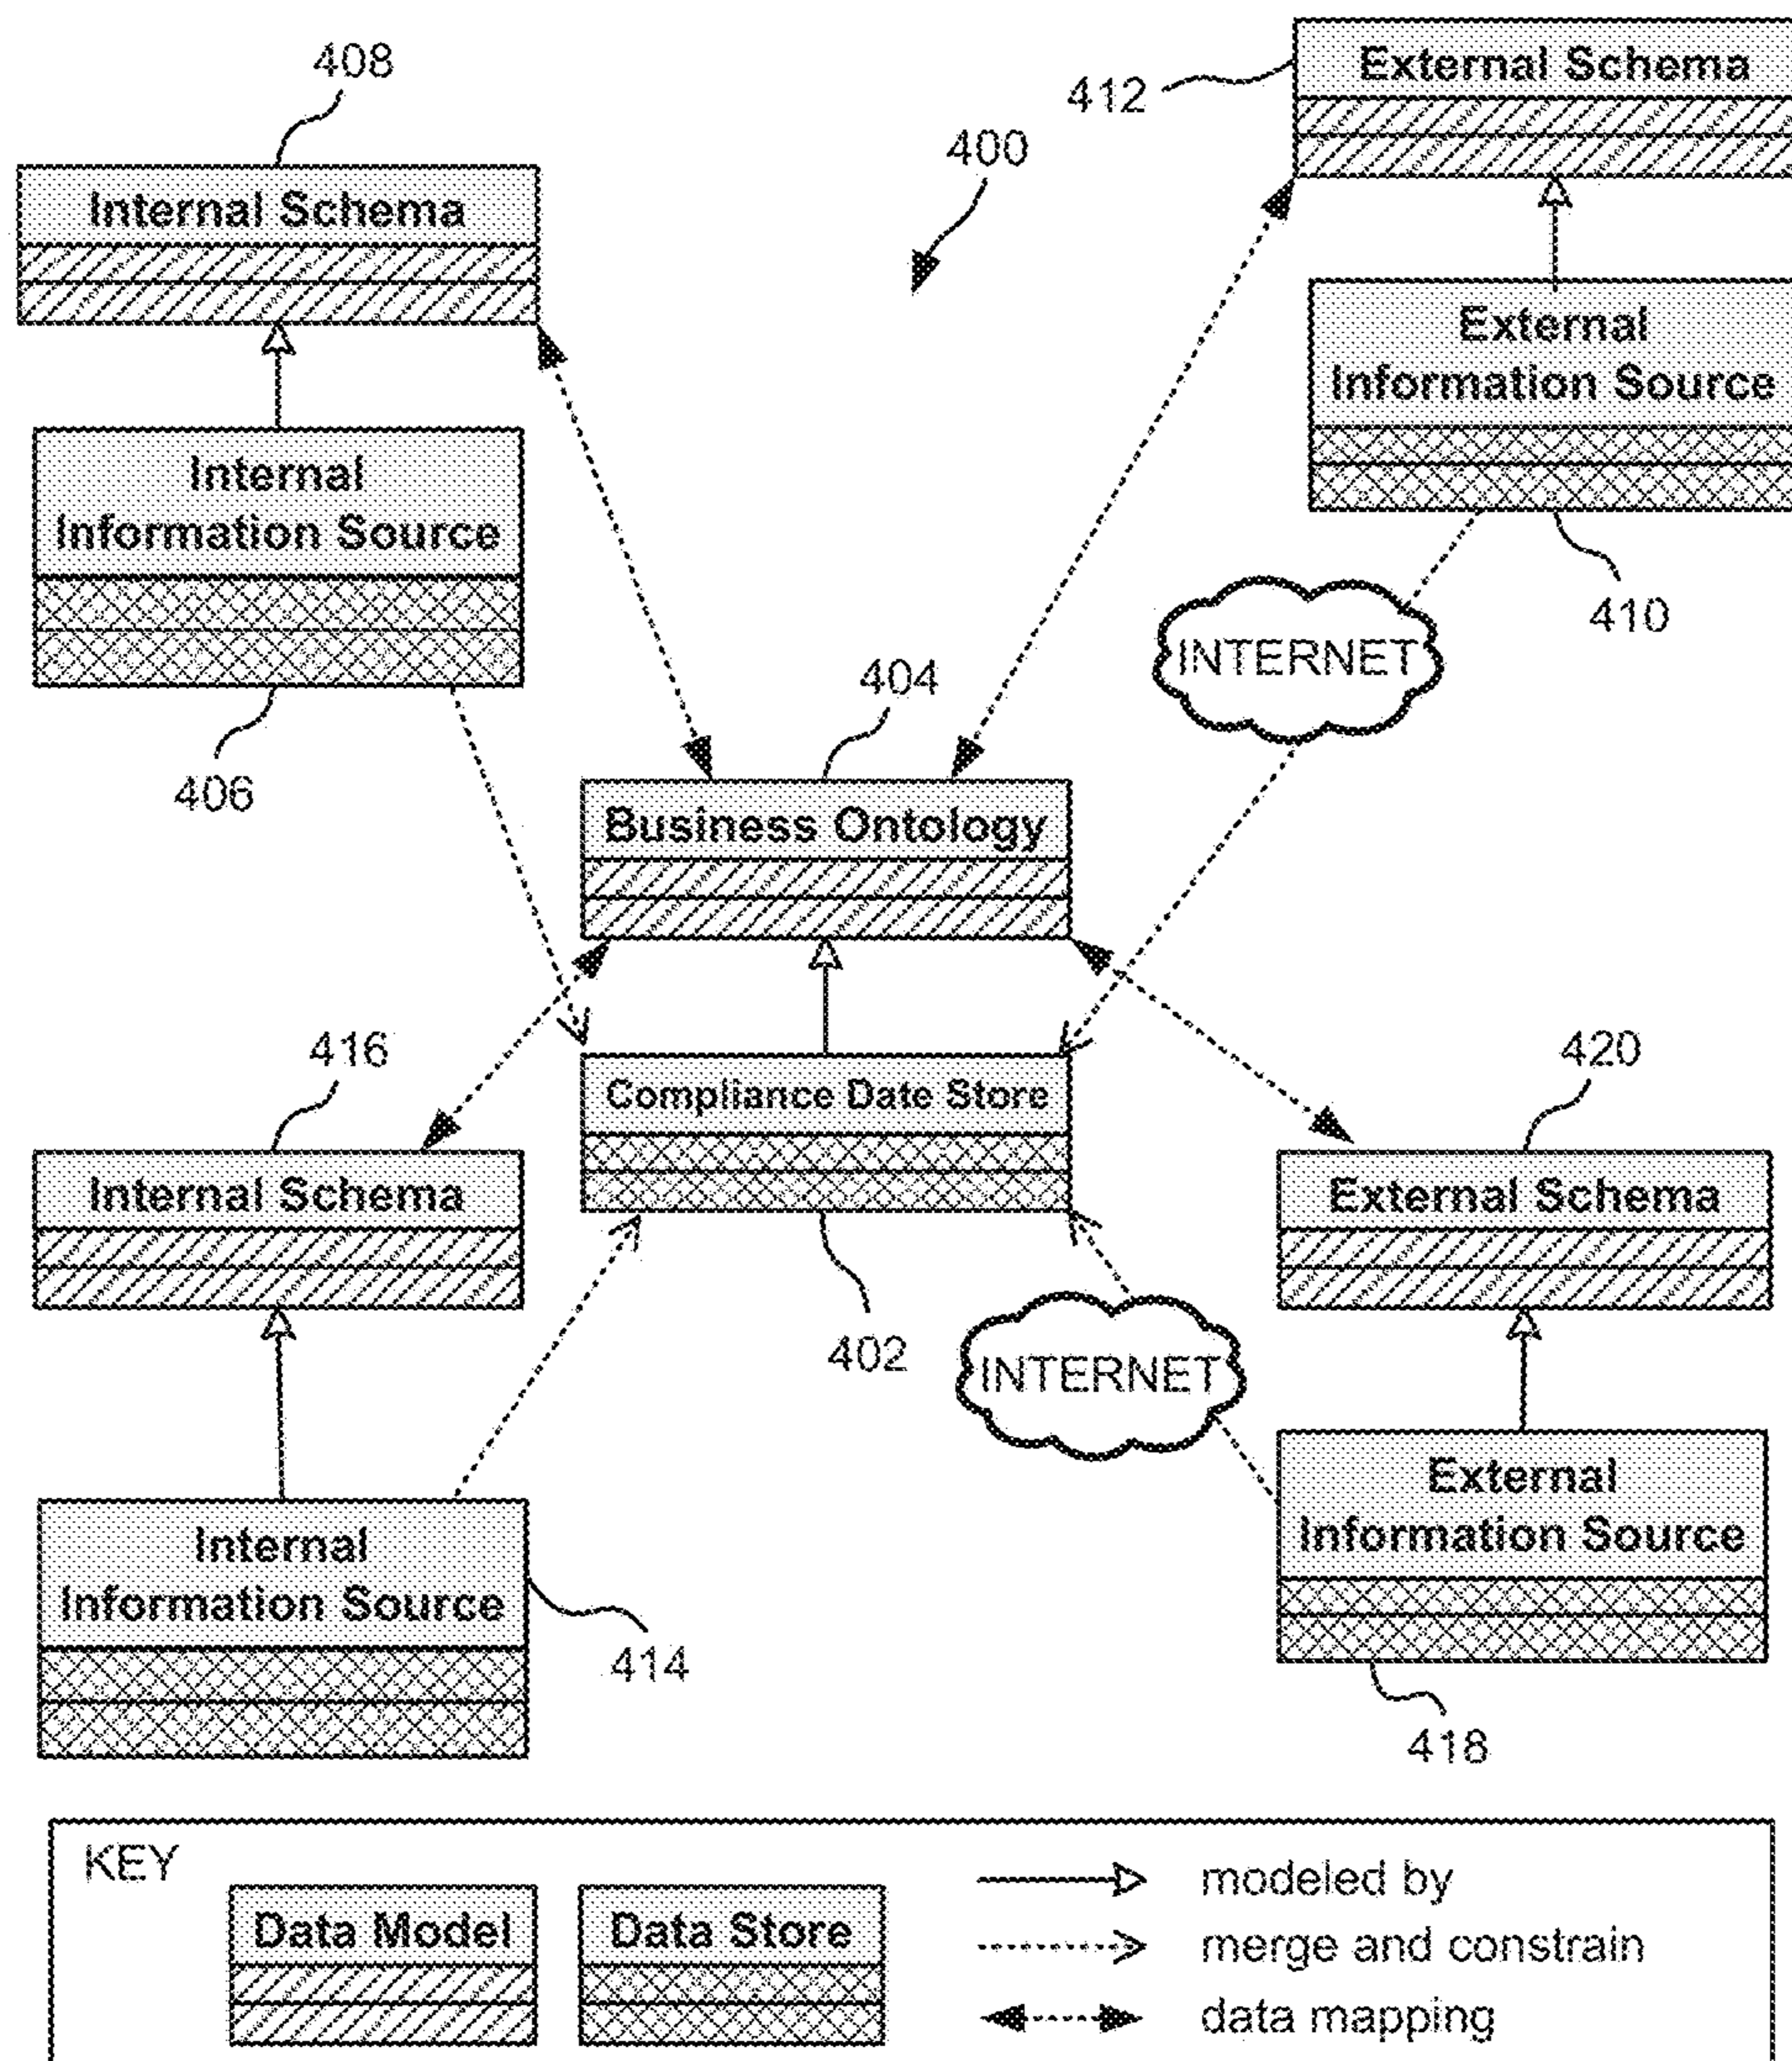 408
412
External Schema
400
Internal Schema
External
Information Source
Internal
Information Source
410
INTERNET
404
406
Business Ontology
416
420
Compliance Date Store
Internal Schema
External Schema
402
INTERNET
External
Information Source
Internal
Information Source
414
418
KEY
Data Model
Data Store
modeled by
merge and constrain
data mapping